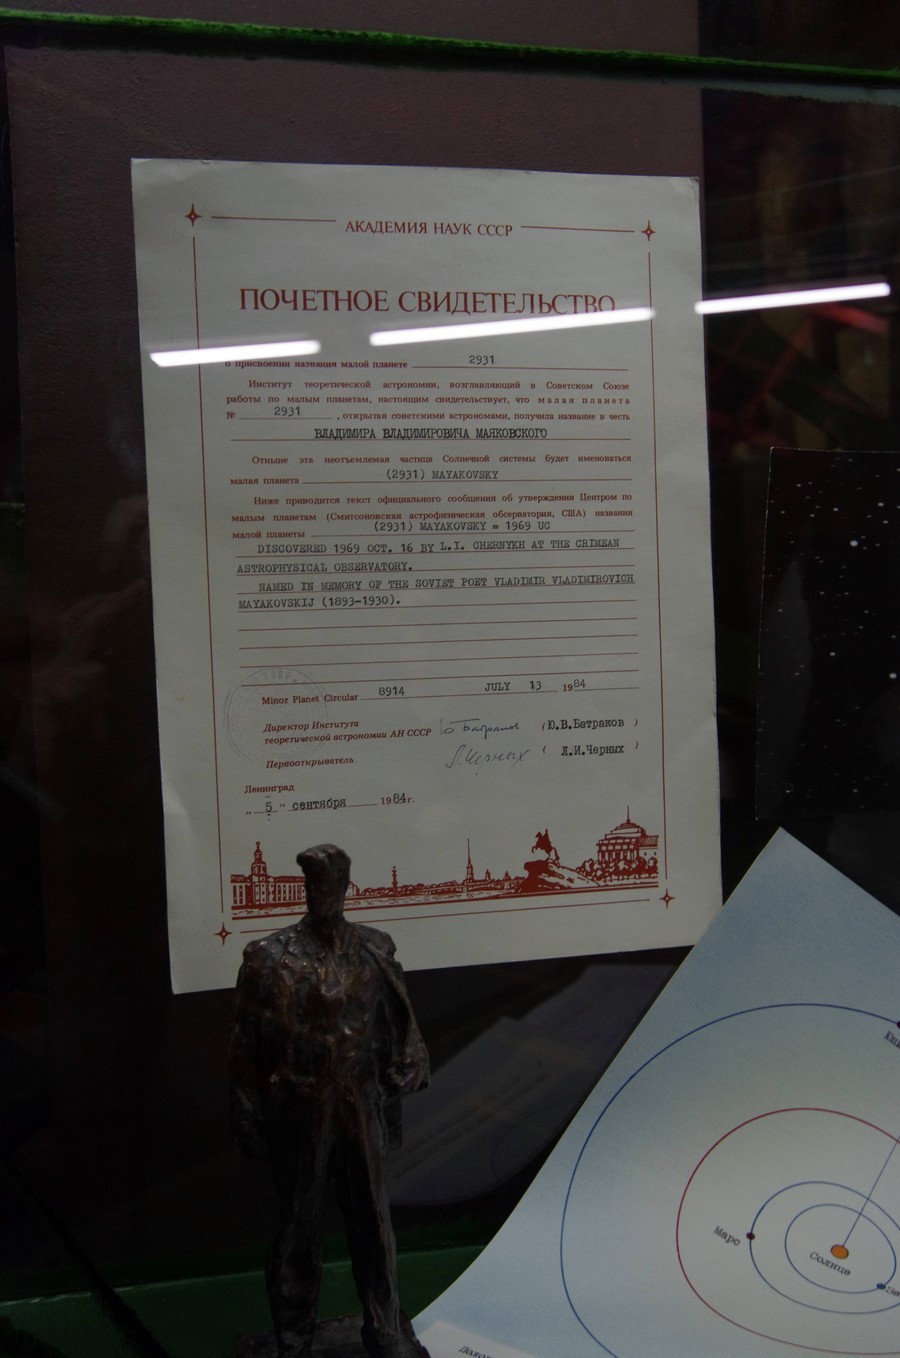 АКАДЕМИЯ НАУК СССР
ПОЧЕТНОЕ СВИДЕТЕЛЬСТВО
о присвоении названия малой планете 2931
Институт теоретической астрономии, возглавляющий в Советском Союзе
работы по малым планетам, настоящим свидетельствует, что малая планета
№ 2931, открытая советскими астрономами, получила название в честь
ВЛАДИМИРА ВЛАДИМИРОВИЧА МАЯКОВСКОГО
Отныне эта неотъемлемая частица Солнечной системы будет именоваться
малая планета (2931) MAYAKOVSKY
Ниже приводится текст официального сообщения об утверждении Центром по
малым планетам (Смитсоновская астрофизическая обсерватория, США) названия
малой планеты (2931) MAYAKOVSKY = 1969 UC
DISCOVERED 1969 OCT. 16 BY L.I. CHERNYKH AT THE CRIMEAN
ASTROPHYSICAL OBSERVATORY.
NAMED IN MEMORY OF THE SOVIET POET VLADIMIR VLADIMIROVICH
MAYAKOVSKIJ (1893-1930).
Minor Planet Circular 8914 JULY 13 1984
Директор Института
теоретической астрономии АН СССР Ю Батраков (Ю.В.Батраков)
Первооткрыватель Л.Черных (Л.И.Черных)
Ленинград
"5" сентября 1984г.
Марс
Солнце